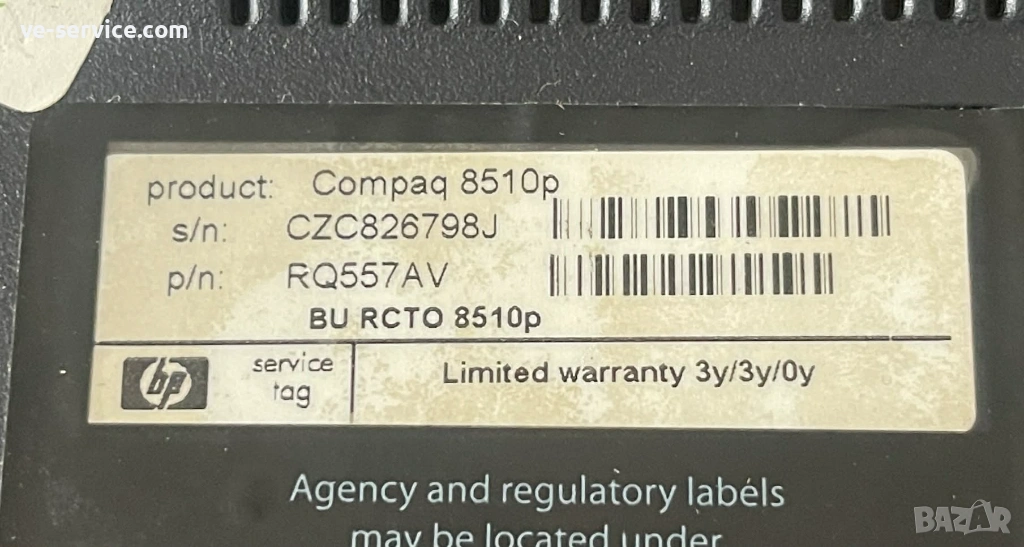 ye-service.com
product: Compaq 8510p
s/n: CZC826798J
p/n: RQ557AV
BU RCTO 8510p
hp service tag
Limited warranty 3y/3y/0y
Agency and regulatory labels
may be located under
BAZAR